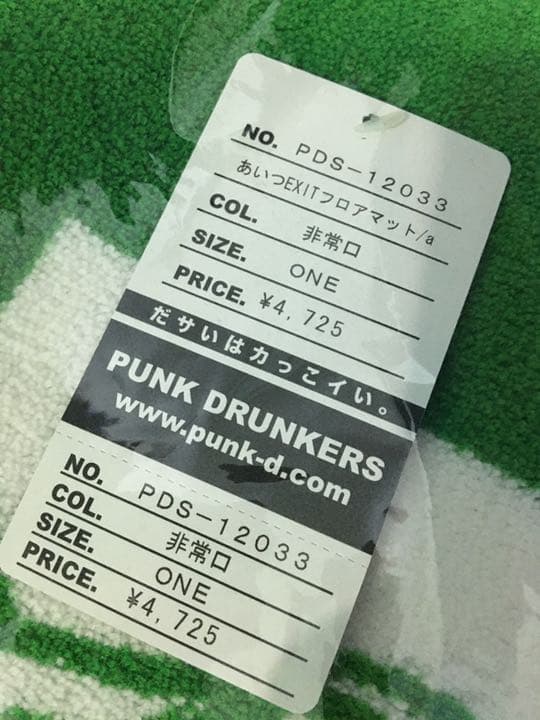 NO. PDS-12033
あいつEXITフロアマット/a
COL. 非常口
SIZE. ONE
PRICE. ¥4,725
だサいはカっこイい。
PUNK DRUNKERS
www.punk-d.com
NO. PDS-12033
COL. 非常口
SIZE. ONE
PRICE. ¥4,725